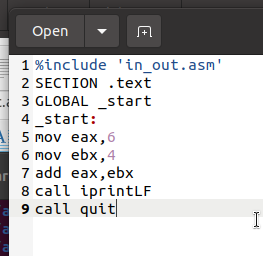 Open
1 %include 'in_out.asm'
2 SECTION .text
3 GLOBAL _start
4 _start:
5 mov eax,6
6 mov ebx,4
7 add eax,ebx
8 call iprintLF
9 call quit